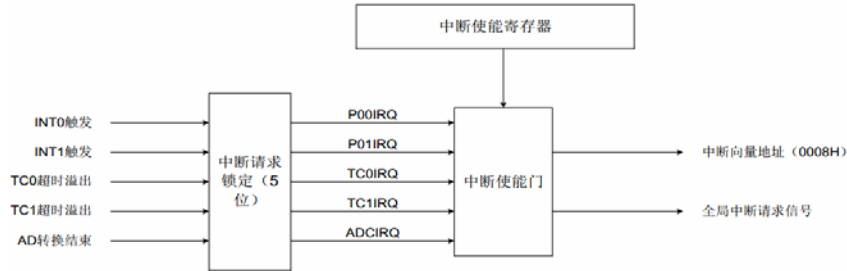 中断使能寄存器
INT0触发
INT1触发
TC0超时溢出
TC1超时溢出
AD转换结束
中断请求
锁定（5
位）
P00IRQ
P01IRQ
TC0IRQ
TC1IRQ
ADCIRQ
中断使能门
中断向量地址（0008H）
全局中断请求信号